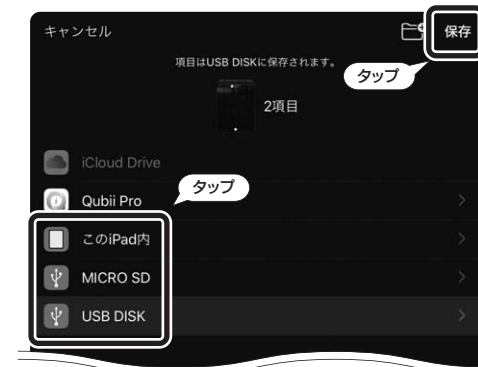 キャンセル
保存
項目はUSB DISKに保存されます。
タップ
2項目
iCloud Drive
タップ
Qubii Pro
このiPad内
MICRO SD
USB DISK